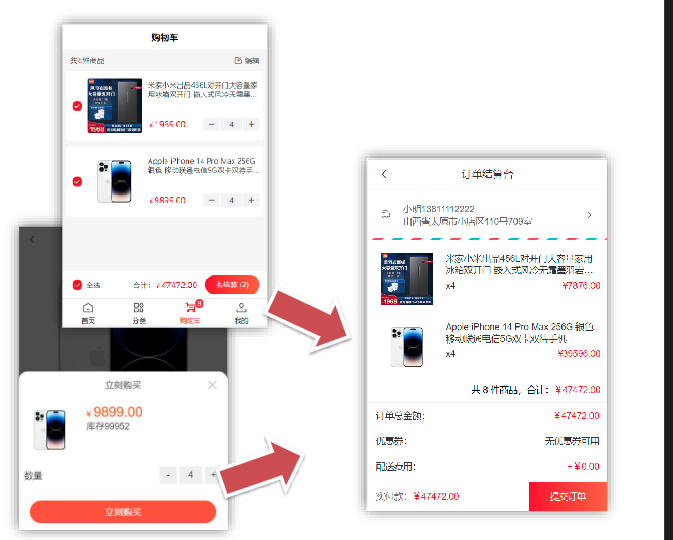 购物车
共8件商品
编辑
米家小米出品456L对开门大容量家
用冰箱双开门 嵌入式风冷无霜墨...
¥1969.00
− 4 +
Apple iPhone 14 Pro Max 256G
银色 移动联通电信5G双卡双待手...
¥9899.00
− 4 +
全选
合计：¥47472.00
去结算 (2)
首页
分类
购物车
8
我的
立刻购买
¥9899.00
库存99952
数量
- 4 +
立刻购买
订单结算台
小明13811112222
山西省太原市小店区110号709室
米家小米出品456L对开门大容量家用
冰箱双开门 嵌入式风冷无霜墨羽岩...
x4
¥7876.00
1969
Apple iPhone 14 Pro Max 256G 银色
移动联通电信5G双卡双待手机
x4
¥39596.00
共 8 件商品，合计：¥47472.00
订单总金额：
¥47472.00
优惠券：
无优惠券可用
配送费用：
+¥0.00
实付款：¥47472.00
提交订单